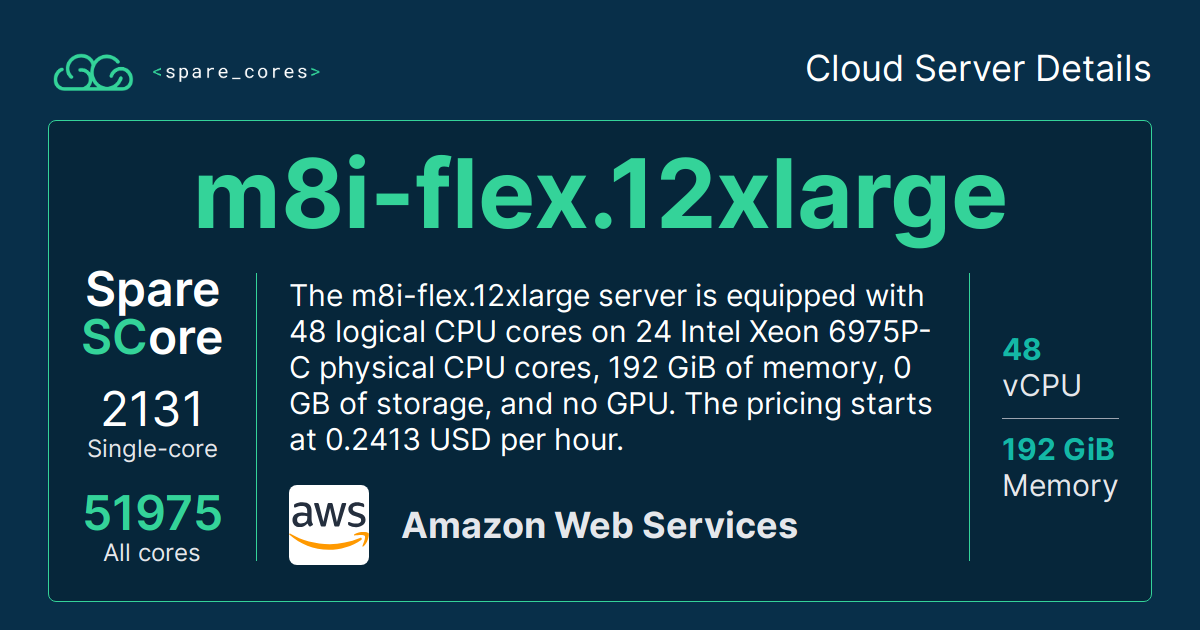 <spare_cores>
Cloud Server Details
m8i-flex.12xlarge
Spare
SCore
2131
Single-core
51975
All cores
The m8i-flex.12xlarge server is equipped with
48 logical CPU cores on 24 Intel Xeon 6975P-
C physical CPU cores, 192 GiB of memory, 0
GB of storage, and no GPU. The pricing starts
at 0.2413 USD per hour.
aws
Amazon Web Services
48
vCPU
192 GiB
Memory